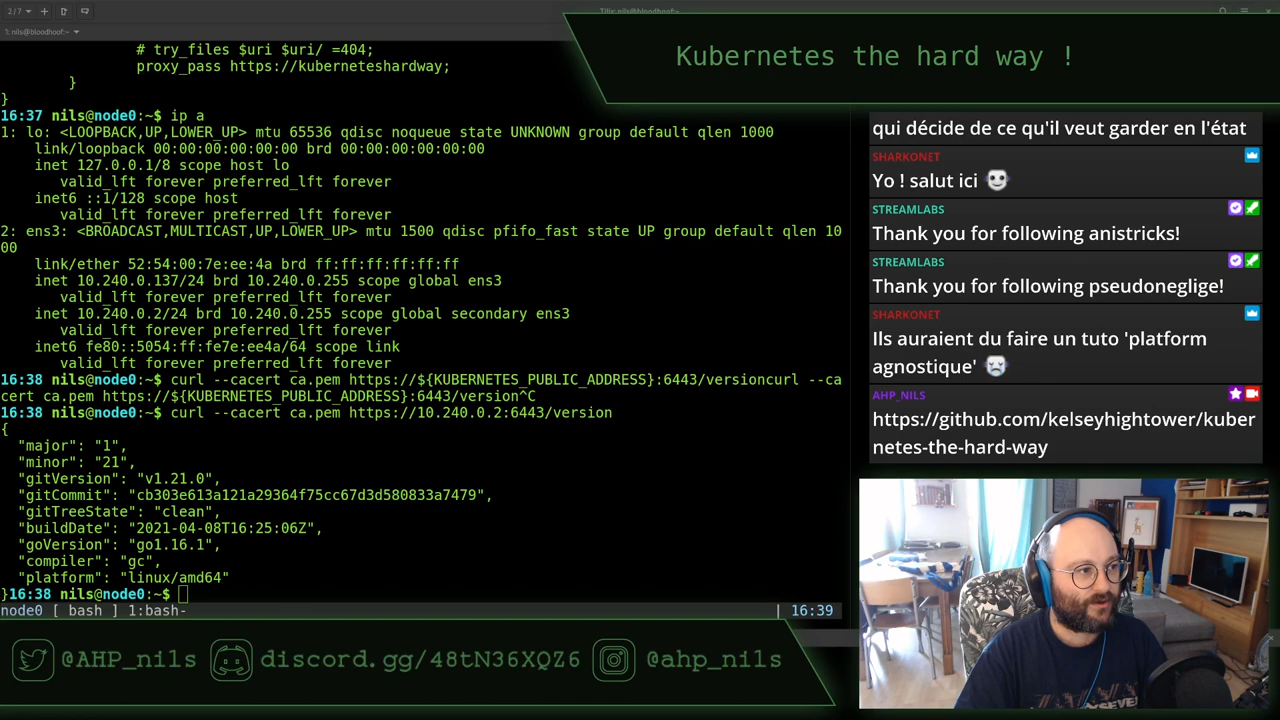 2/7
Tilix: nils@bloodhoof:~
1: nils@bloodhoof:~
# try_files $uri $uri/ =404;
proxy_pass https://kuberneteshardway;
}
}
16:37 nils@node0:~$ ip a
1: lo: <LOOPBACK,UP,LOWER_UP> mtu 65536 qdisc noqueue state UNKNOWN group default qlen 1000
link/loopback 00:00:00:00:00:00 brd 00:00:00:00:00:00
inet 127.0.0.1/8 scope host lo
valid_lft forever preferred_lft forever
inet6 ::1/128 scope host
valid_lft forever preferred_lft forever
2: ens3: <BROADCAST,MULTICAST,UP,LOWER_UP> mtu 1500 qdisc pfifo_fast state UP group default qlen 10
00
link/ether 52:54:00:7e:ee:4a brd ff:ff:ff:ff:ff:ff
inet 10.240.0.137/24 brd 10.240.0.255 scope global ens3
valid_lft forever preferred_lft forever
inet 10.240.0.2/24 brd 10.240.0.255 scope global secondary ens3
valid_lft forever preferred_lft forever
inet6 fe80::5054:ff:fe7e:ee4a/64 scope link
valid_lft forever preferred_lft forever
16:38 nils@node0:~$ curl --cacert ca.pem https://${KUBERNETES_PUBLIC_ADDRESS}:6443/versioncurl --ca
cert ca.pem https://${KUBERNETES_PUBLIC_ADDRESS}:6443/version^C
16:38 nils@node0:~$ curl --cacert ca.pem https://10.240.0.2:6443/version
{
"major": "1",
"minor": "21",
"gitVersion": "v1.21.0",
"gitCommit": "cb303e613a121a29364f75cc67d3d580833a7479",
"gitTreeState": "clean",
"buildDate": "2021-04-08T16:25:06Z",
"goVersion": "go1.16.1",
"compiler": "gc",
"platform": "linux/amd64"
}16:38 nils@node0:~$
node0 [ bash ] 1:bash- | 16:39
Kubernetes the hard way !
qui décide de ce qu'il veut garder en l'état
SHARKONET
Yo ! salut ici
STREAMLABS
Thank you for following anistricks!
STREAMLABS
Thank you for following pseudoneglige!
SHARKONET
Ils auraient du faire un tuto 'platform
agnostique'
AHP_NILS
https://github.com/kelseyhightower/kuber
netes-the-hard-way
@AHP_nils discord.gg/48tN36XQZ6 @ahp_nils